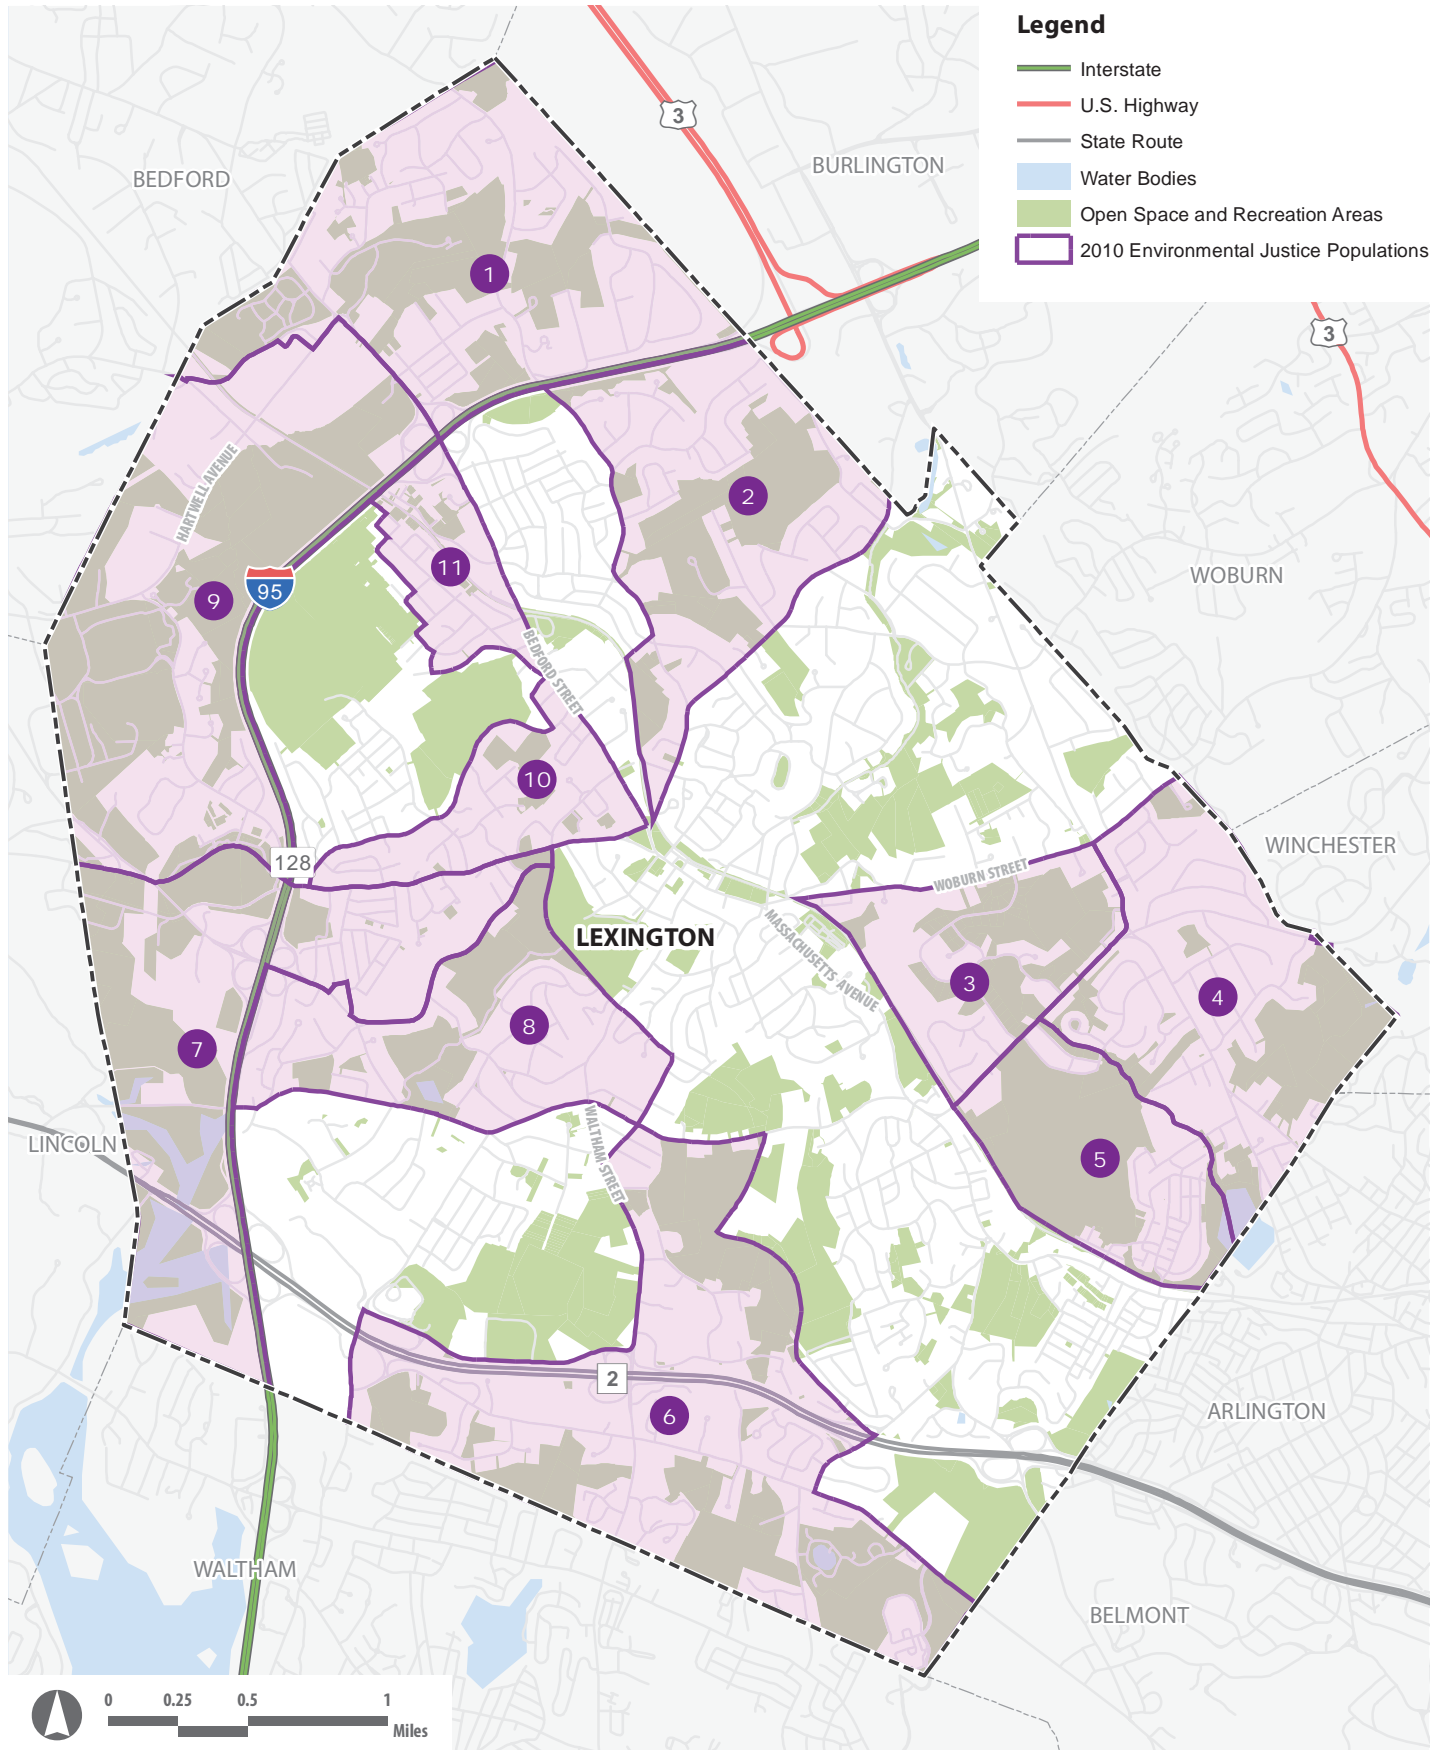 Legend
Interstate
U.S. Highway
State Route
Water Bodies
Open Space and Recreation Areas
2010 Environmental Justice Populations
3
BURLINGTON
BEDFORD
1
3
HARTWELL AVENUE
2
11
WOBURN
95
9
BEDFORD STREET
10
WINCHESTER
128
WOBURN STREET
MASSACHUSETTS AVENUE
LEXINGTON
3
4
8
7
LINCOLN
WALTHAM STREET
5
2
6
ARLINGTON
WALTHAM
BELMONT
0 0.25 0.5 1
Miles